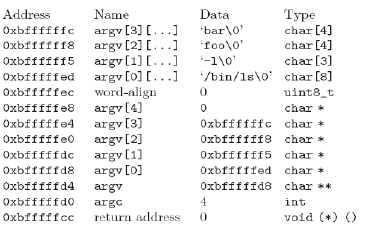 Address Name Data Type
0xbffffffc argv[3][...] ‘bar\0’ char[4]
0xbffffff8 argv[2][...] ‘foo\0’ char[4]
0xbffffff5 argv[1][...] ‘-l\0’ char[3]
0xbfffffed argv[0][...] ‘/bin/ls\0’ char[8]
0xbfffffec word-align 0 uint8_t
0xbfffffe8 argv[4] 0 char *
0xbfffffe4 argv[3] 0xbffffffc char *
0xbfffffe0 argv[2] 0xbffffff8 char *
0xbfffffdc argv[1] 0xbffffff5 char *
0xbfffffd8 argv[0] 0xbfffffed char *
0xbfffffd4 argv 0xbfffffd8 char **
0xbfffffd0 argc 4 int
0xbfffffcc return address 0 void (*) ()